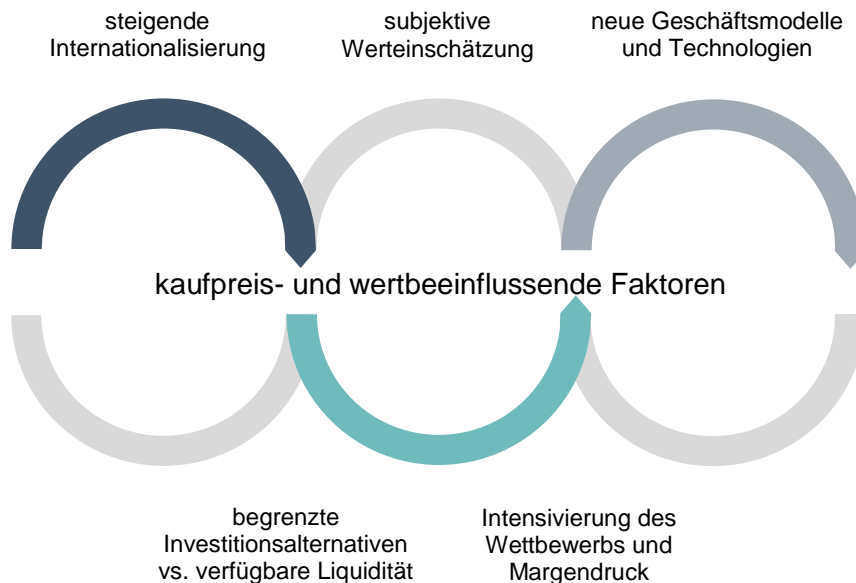 steigende
Internationalisierung
subjektive
Werteinschätzung
neue Geschäftsmodelle
und Technologien
kaufpreis- und wertbeeinflussende Faktoren
begrenzte
Investitionsalternativen
vs. verfügbare Liquidität
Intensivierung des
Wettbewerbs und
Margendruck